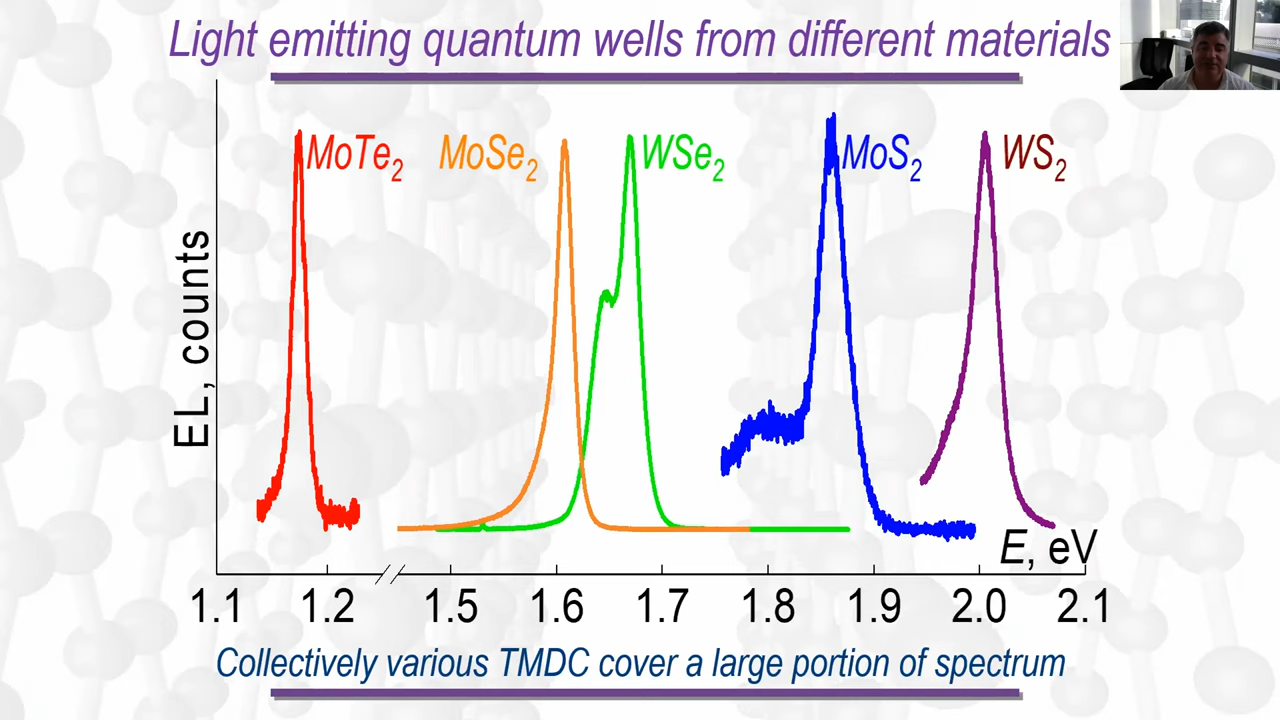 Light emitting quantum wells from different materials
MoTe2 MoSe2 WSe2 MoS2 WS2
EL, counts
E, eV
1.1 1.2 1.5 1.6 1.7 1.8 1.9 2.0 2.1
Collectively various TMDC cover a large portion of spectrum